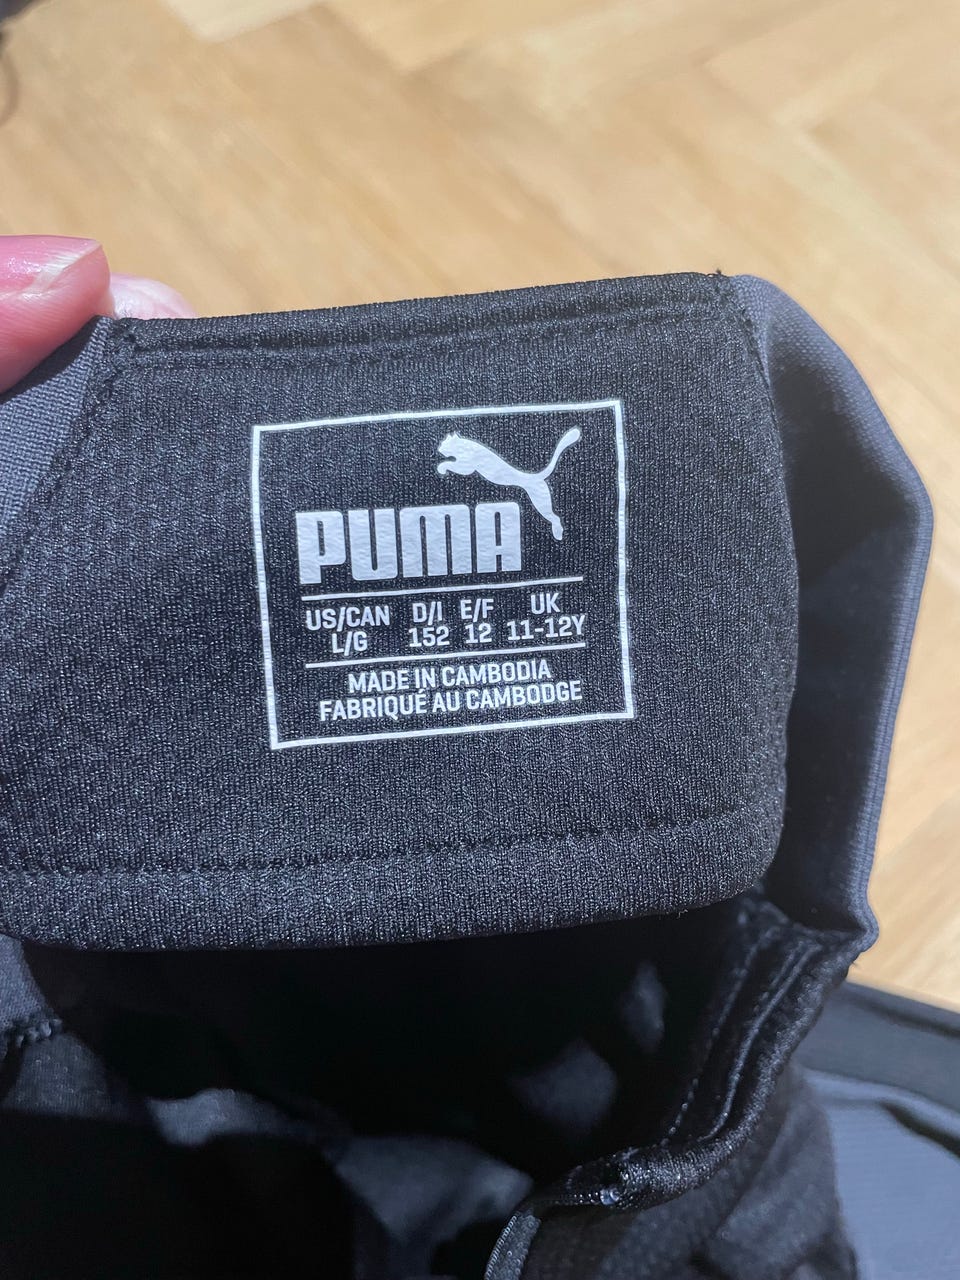 PUMA
US/CAN D/I E/F UK
L/G 152 12 11-12Y
MADE IN CAMBODIA
FABRIQUÉ AU CAMBODGE